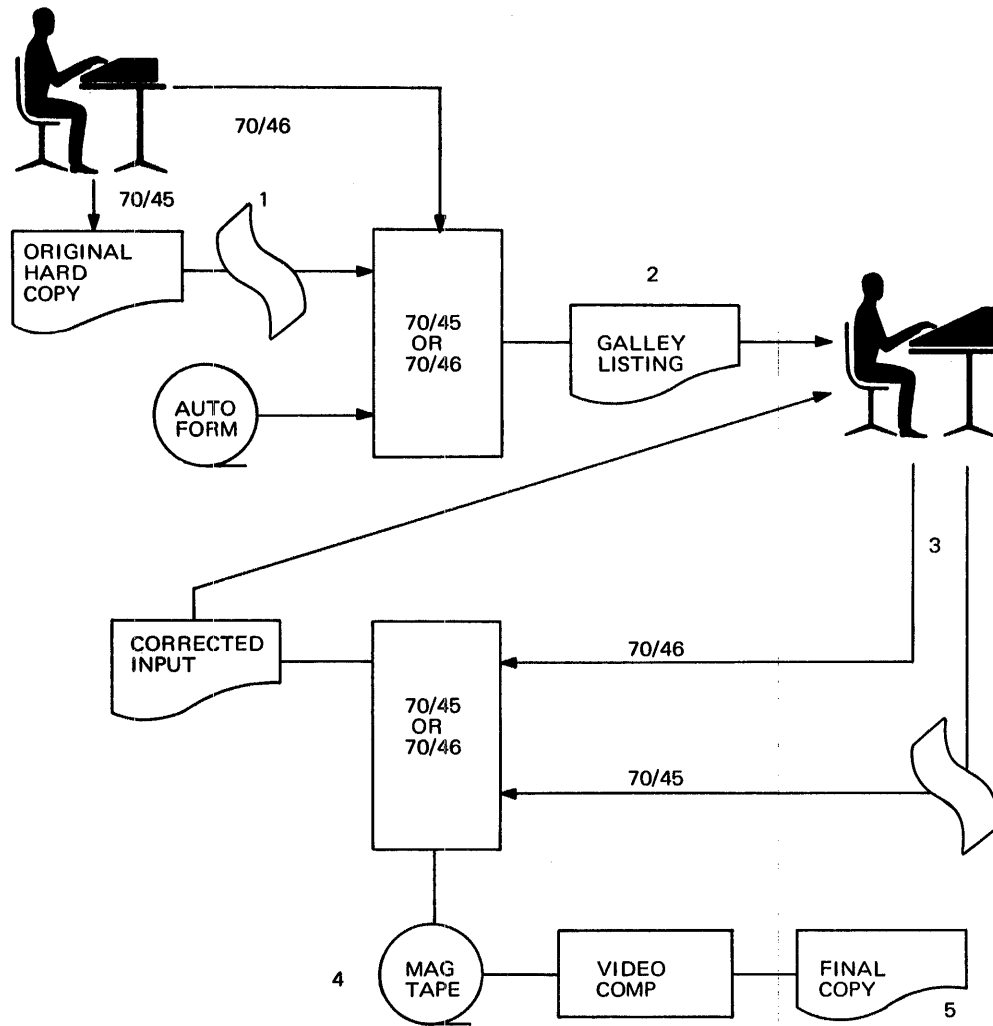 70/46
70/45
1
ORIGINAL
HARD
COPY
2
70/45
OR
70/46
GALLEY
LISTING
AUTO
FORM
3
CORRECTED
INPUT
70/46
70/45
OR
70/46
70/45
4
MAG
TAPE
VIDEO
COMP
FINAL
COPY
5